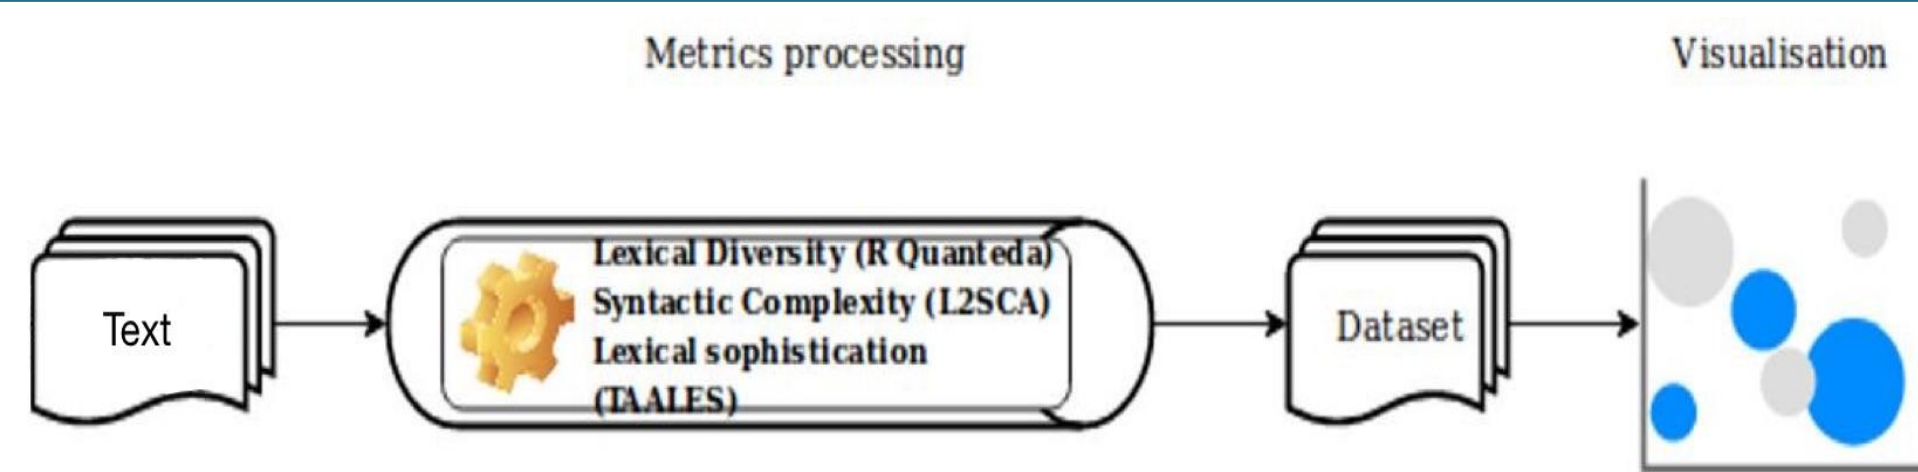 Metrics processing
Visualisation
Text
Lexical Diversity (R Quanteda)
Syntactic Complexity (L2SCA)
Lexical sophistication
(TAALES)
Dataset